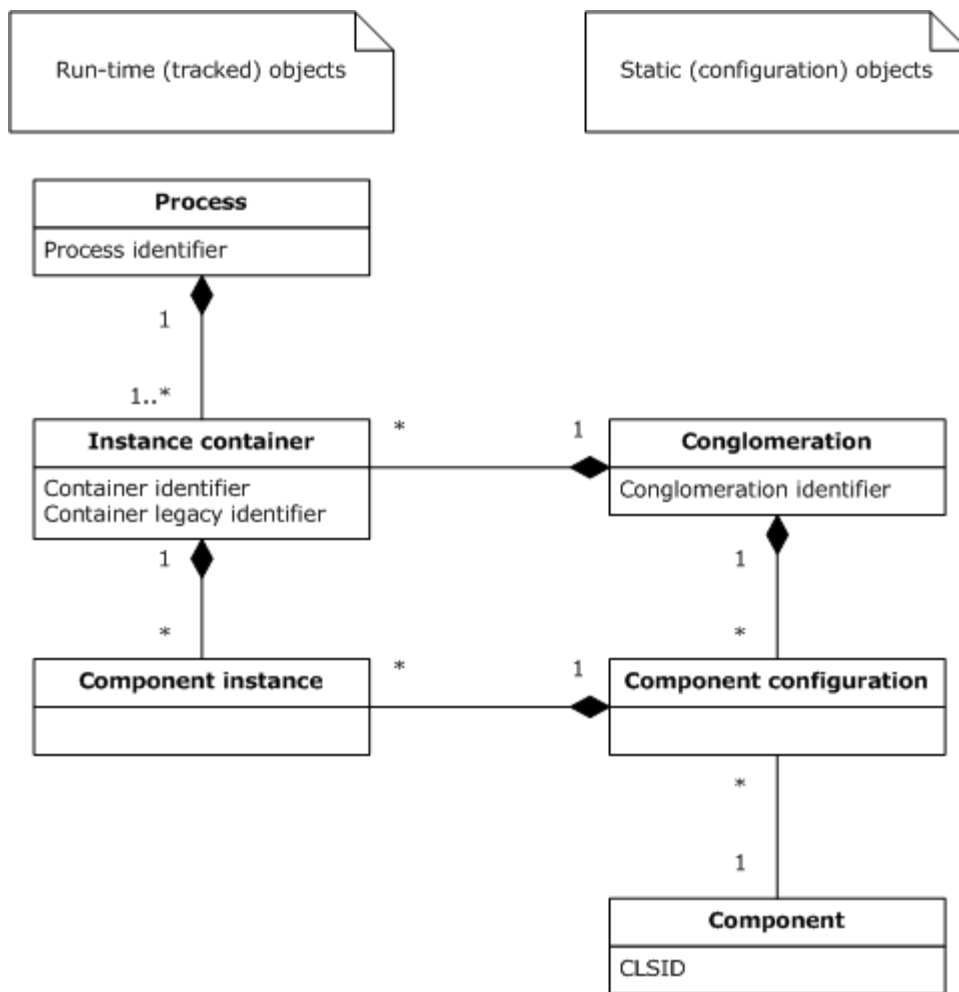 Run-time (tracked) objects
Static (configuration) objects
Process
Process identifier
1
1..*
Instance container
Container identifier
Container legacy identifier
*
1
Conglomeration
Conglomeration identifier
1
*
1
*
Component instance
*
1
Component configuration
*
1
Component
CLSID